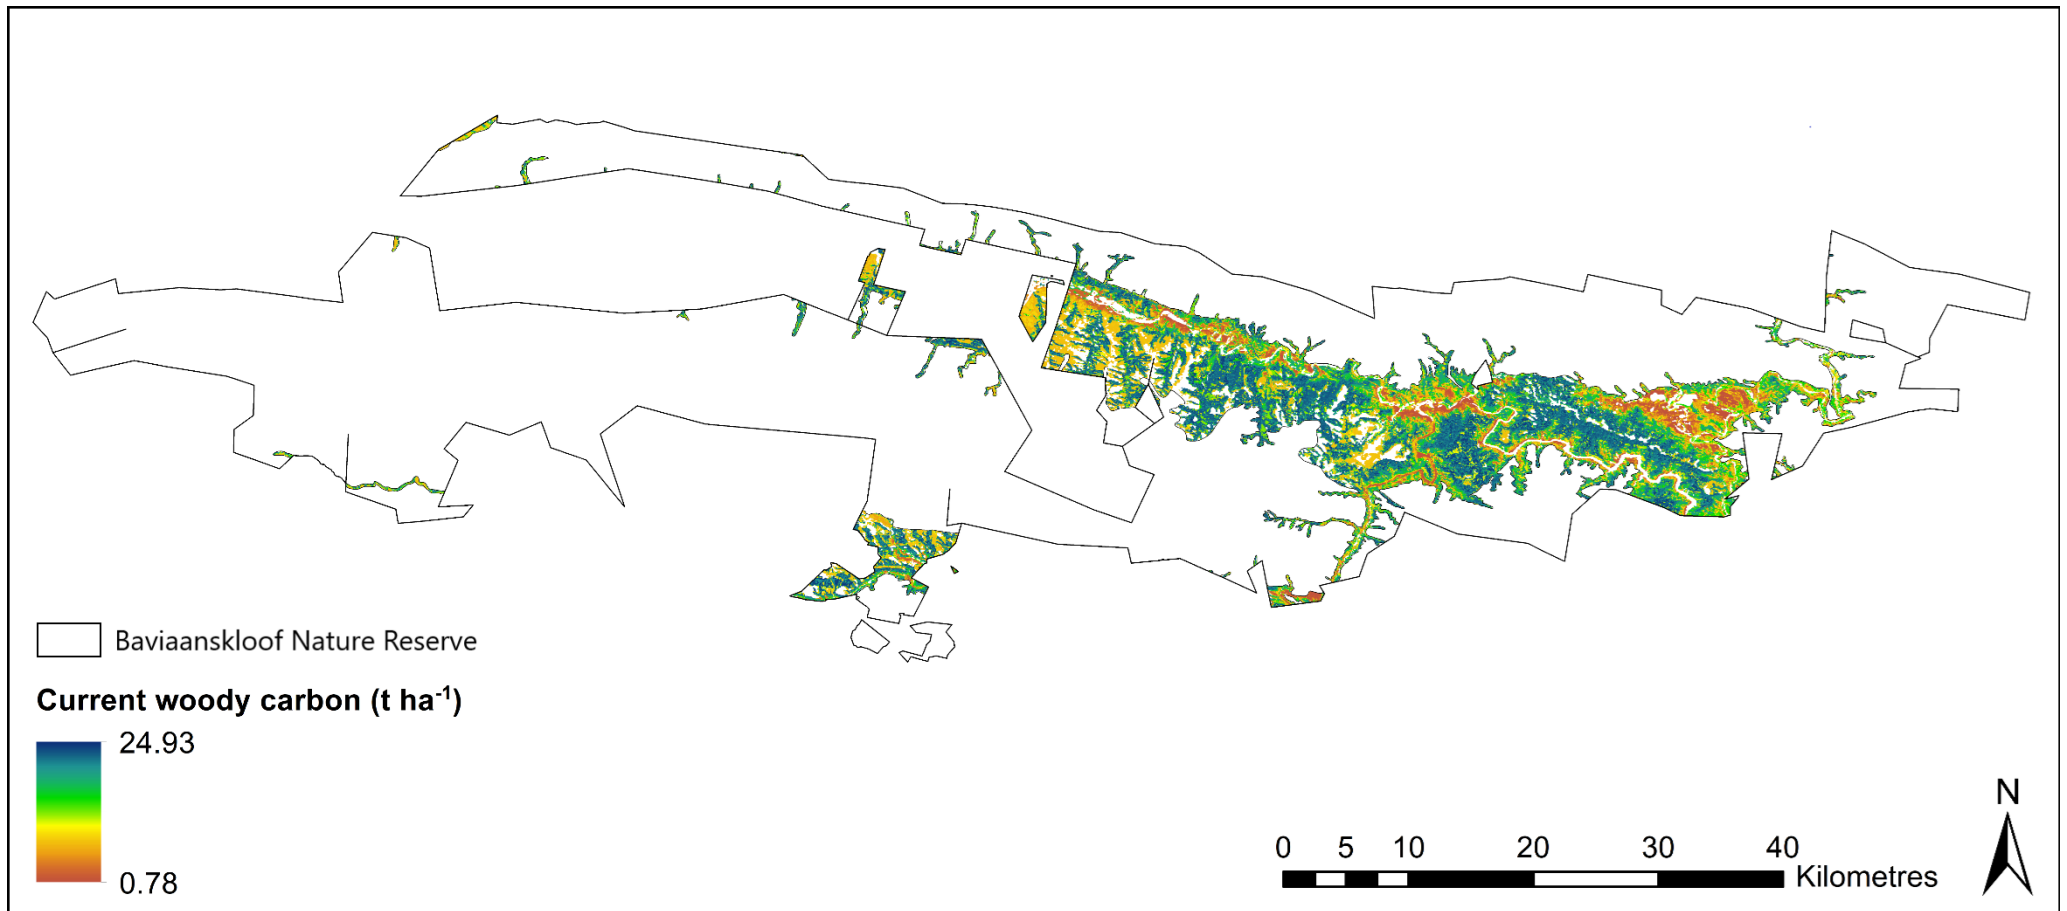 Baviaanskloof Nature Reserve
Current woody carbon (t ha⁻¹)
24.93
0.78
0 5 10 20 30 40
Kilometres
N